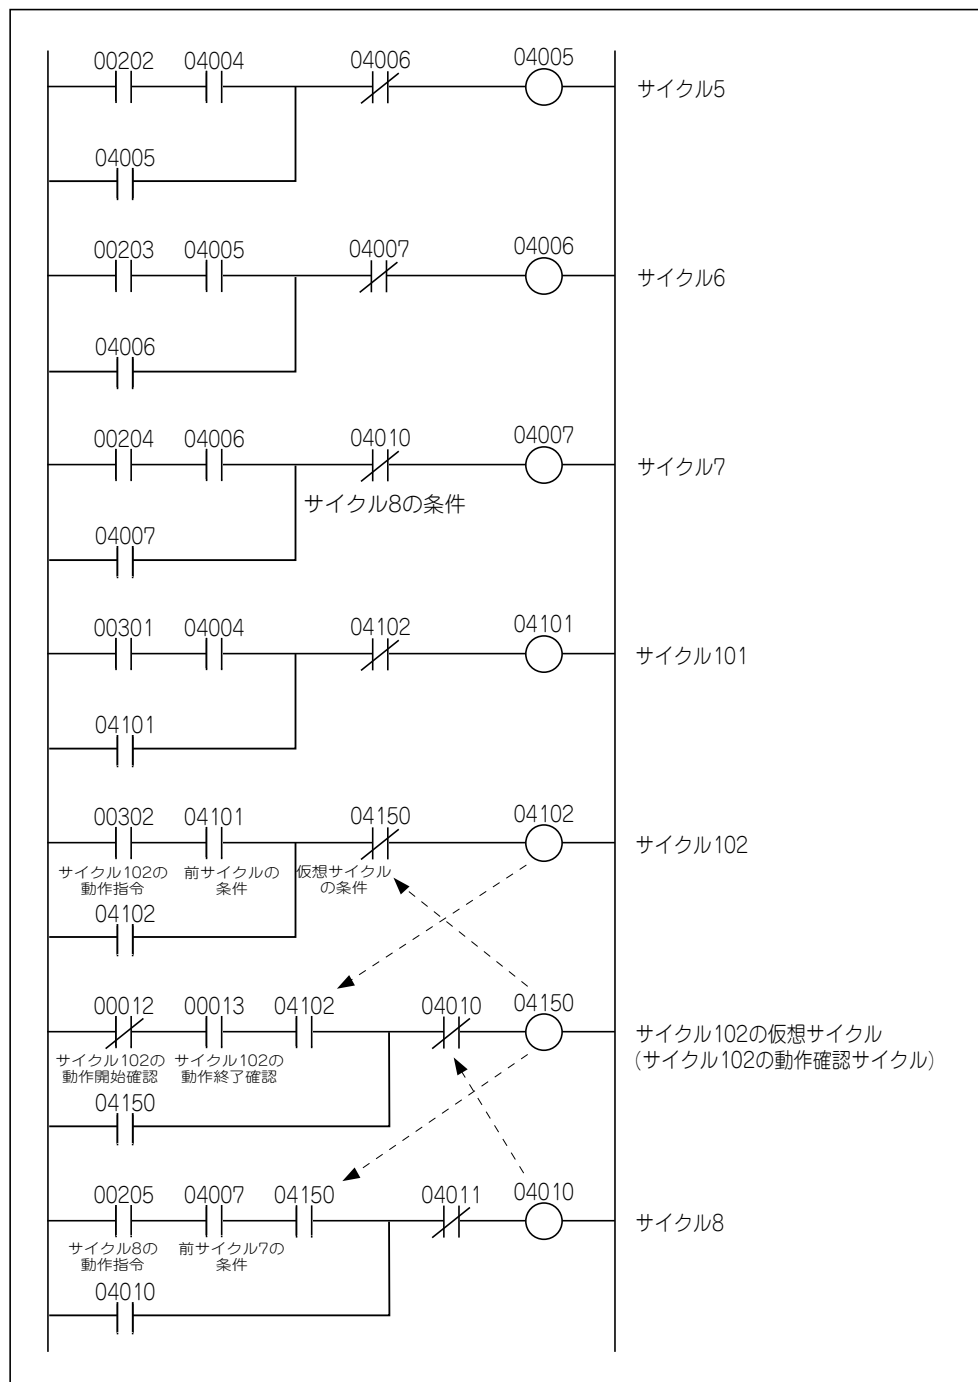 00202 04004 04006 04005
サイクル5
04005
00203 04005 04007 04006
サイクル6
04006
00204 04006 04010 04007
サイクル7
サイクル8の条件
04007
00301 04004 04102 04101
サイクル101
04101
00302 04101 04150 04102
サイクル102
サイクル102の 前サイクルの 仮想サイクル
動作指令 条件 の条件
04102
00012 00013 04102 04010 04150
サイクル102の仮想サイクル
サイクル102の サイクル102の (サイクル102の動作確認サイクル)
動作開始確認 動作終了確認
04150
00205 04007 04150 04011 04010
サイクル8
サイクル8の 前サイクル7の
動作指令 条件
04010